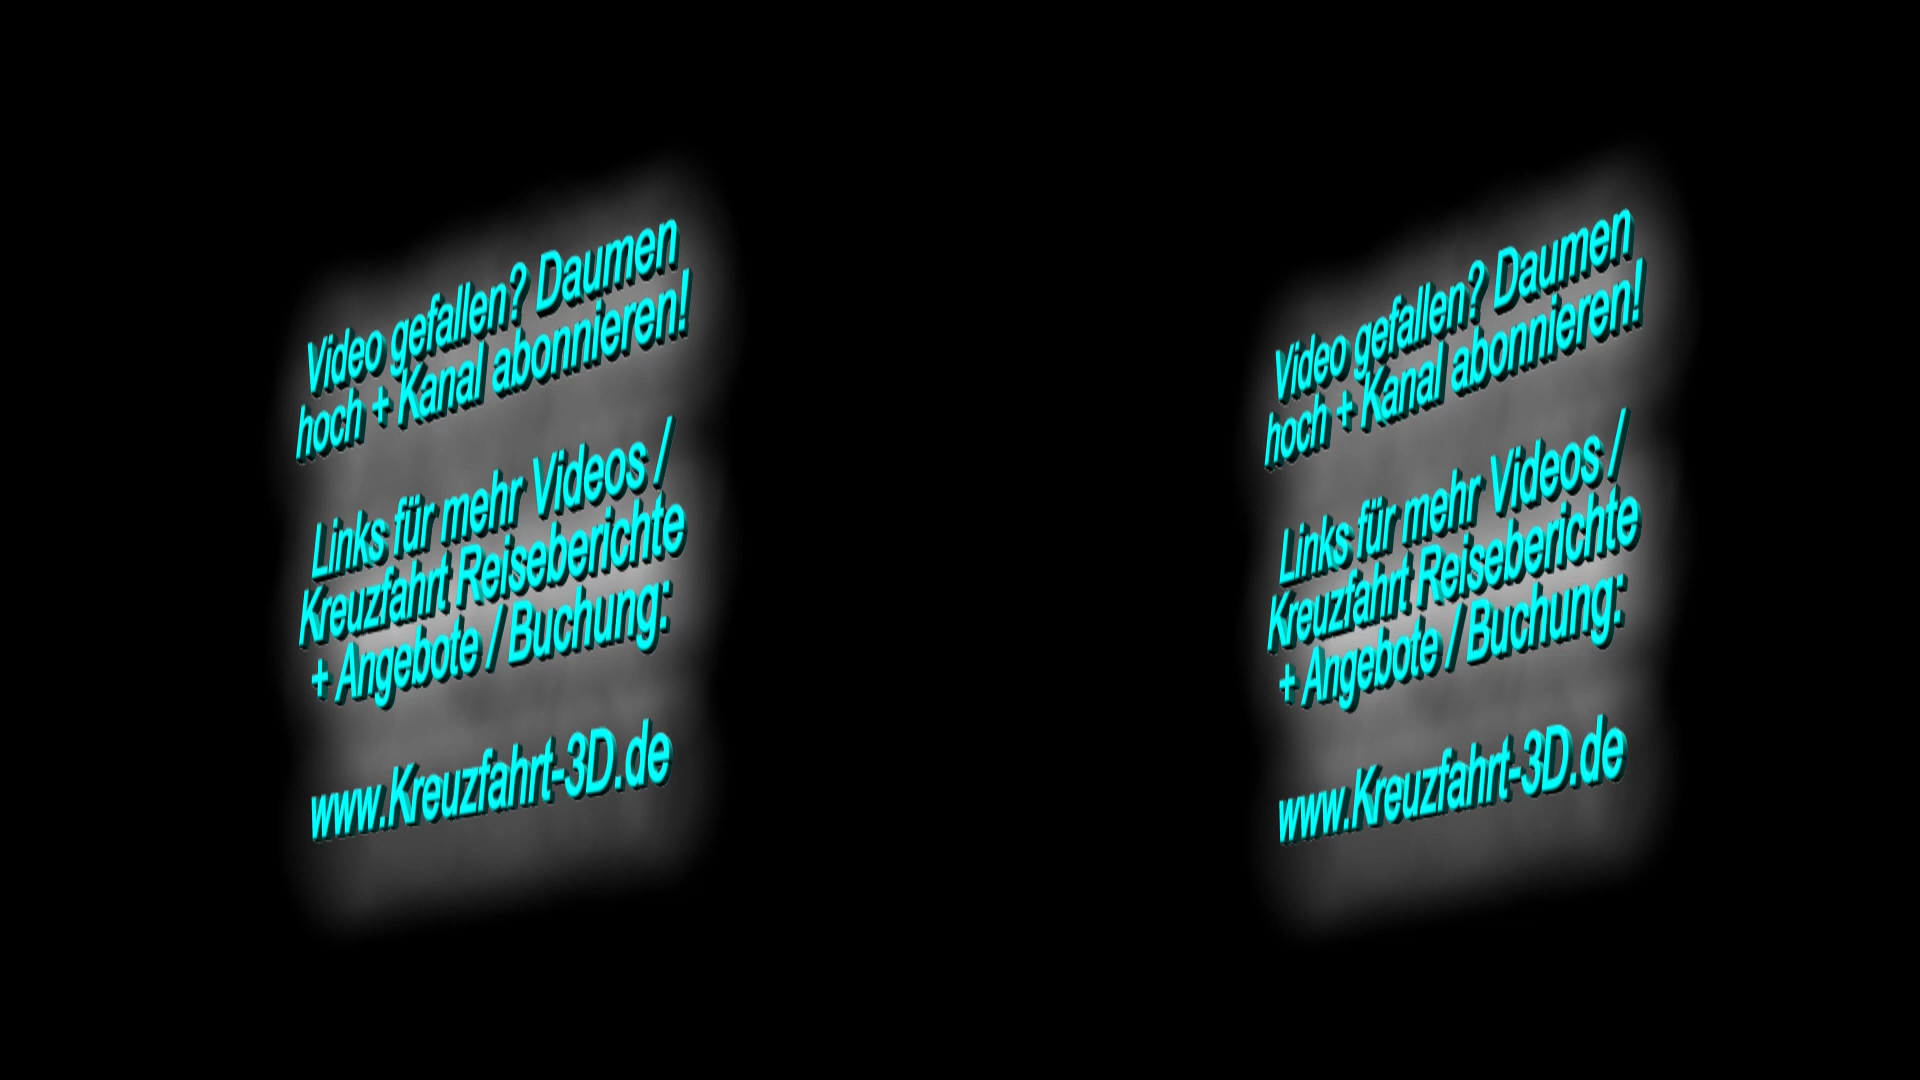 Video gefallen? Daumen
hoch + Kanal abonnieren!
Links für mehr Videos /
Kreuzfahrt Reiseberichte
+ Angebote / Buchung:
www.Kreuzfahrt-3D.de
Video gefallen? Daumen
hoch + Kanal abonnieren!
Links für mehr Videos /
Kreuzfahrt Reiseberichte
+ Angebote / Buchung:
www.Kreuzfahrt-3D.de